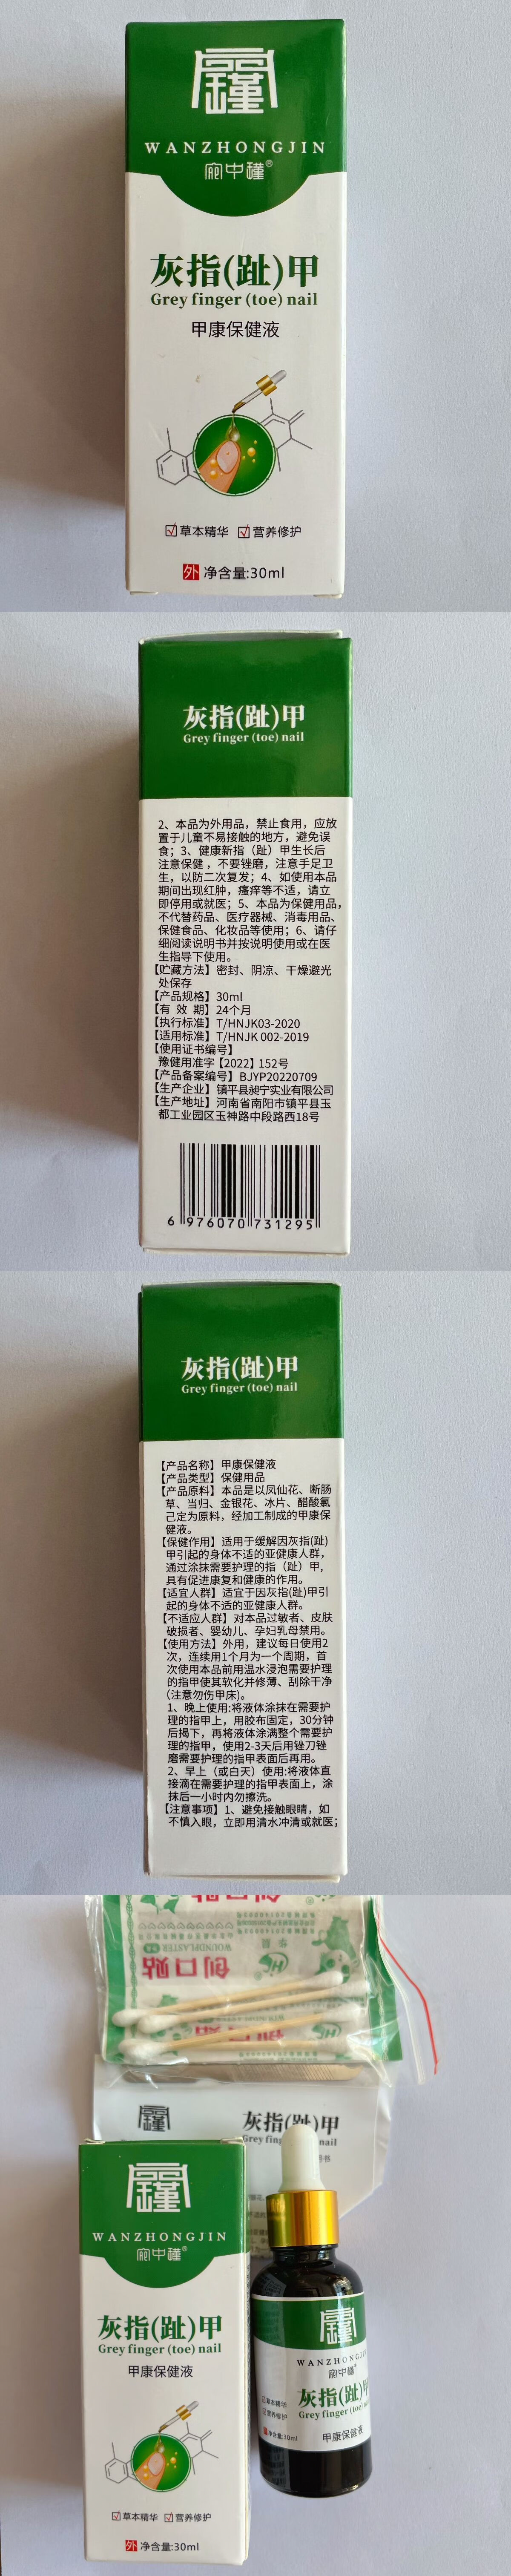 WANZHONGJIN
宛中瑾®
灰指(趾)甲
Grey finger (toe) nail
甲康保健液
草本精华 营养修护
外 净含量:30ml
灰指(趾)甲
Grey finger (toe) nail
2、本品为外用品，禁止食用，应放
置于儿童不易接触的地方，避免误
食；3、健康新指（趾）甲生长后
注意保健，不要锉磨，注意手足卫
生，以防二次复发；4、如使用本品
期间出现红肿，瘙痒等不适，请立
即停用或就医；5、本品为保健用品，
不代替药品、医疗器械、消毒用品、
保健食品、化妆品等使用；6、请仔
细阅读说明书并按说明使用或在医
生指导下使用。
【贮藏方法】密封、阴凉、干燥避光
处保存
【产品规格】30ml
【有 效 期】24个月
【执行标准】T/HNJK03-2020
【适用标准】T/HNJK 002-2019
【使用证书编号】
豫健用准字【2022】152号
【产品备案编号】BJYP20220709
【生产企业】镇平县昶宁实业有限公司
【生产地址】河南省南阳市镇平县玉
都工业园区玉神路中段路西18号
6 976070 731295
灰指(趾)甲
Grey finger (toe) nail
【产品名称】甲康保健液
【产品类型】保健用品
【产品原料】本品是以凤仙花、断肠
草、当归、金银花、冰片、醋酸氯
己定为原料，经加工制成的甲康保
健液。
【保健作用】适用于缓解因灰指(趾)
甲引起的身体不适的亚健康人群，
通过涂抹需要护理的指（趾）甲，
具有促进康复和健康的作用。
【适宜人群】适宜于因灰指(趾)甲引
起的身体不适的亚健康人群。
【不适应人群】对本品过敏者、皮肤
破损者、婴幼儿、孕妇乳母禁用。
【使用方法】外用，建议每日使用2
次，连续用1个月为一个周期，首
次使用本品前用温水浸泡需要护理
的指甲使其软化并修薄、刮除干净
(注意勿伤甲床)。
1、晚上使用:将液体涂抹在需要护
理的指甲上，用胶布固定，30分钟
后揭下，再将液体涂满整个需要护
理的指甲，使用2-3天后用锉刀锉
磨需要护理的指甲表面后再用。
2、早上（或白天）使用:将液体直
接滴在需要护理的指甲表面上，涂
抹后一小时内勿擦洗。
【注意事项】1、避免接触眼睛，如
不慎入眼，立即用清水冲清或就医；
创口贴
WOUNDPLASTER
创口贴
灰指(趾)甲
WANZHONGJIN
宛中瑾®
灰指(趾)甲
Grey finger (toe) nail
甲康保健液
草本精华 营养修护
外 净含量:30ml
WANZHONGJIN
宛中瑾®
草本精华
营养修护
灰指(趾)甲
Grey finger (toe)
净含量:30ml
甲康保健液